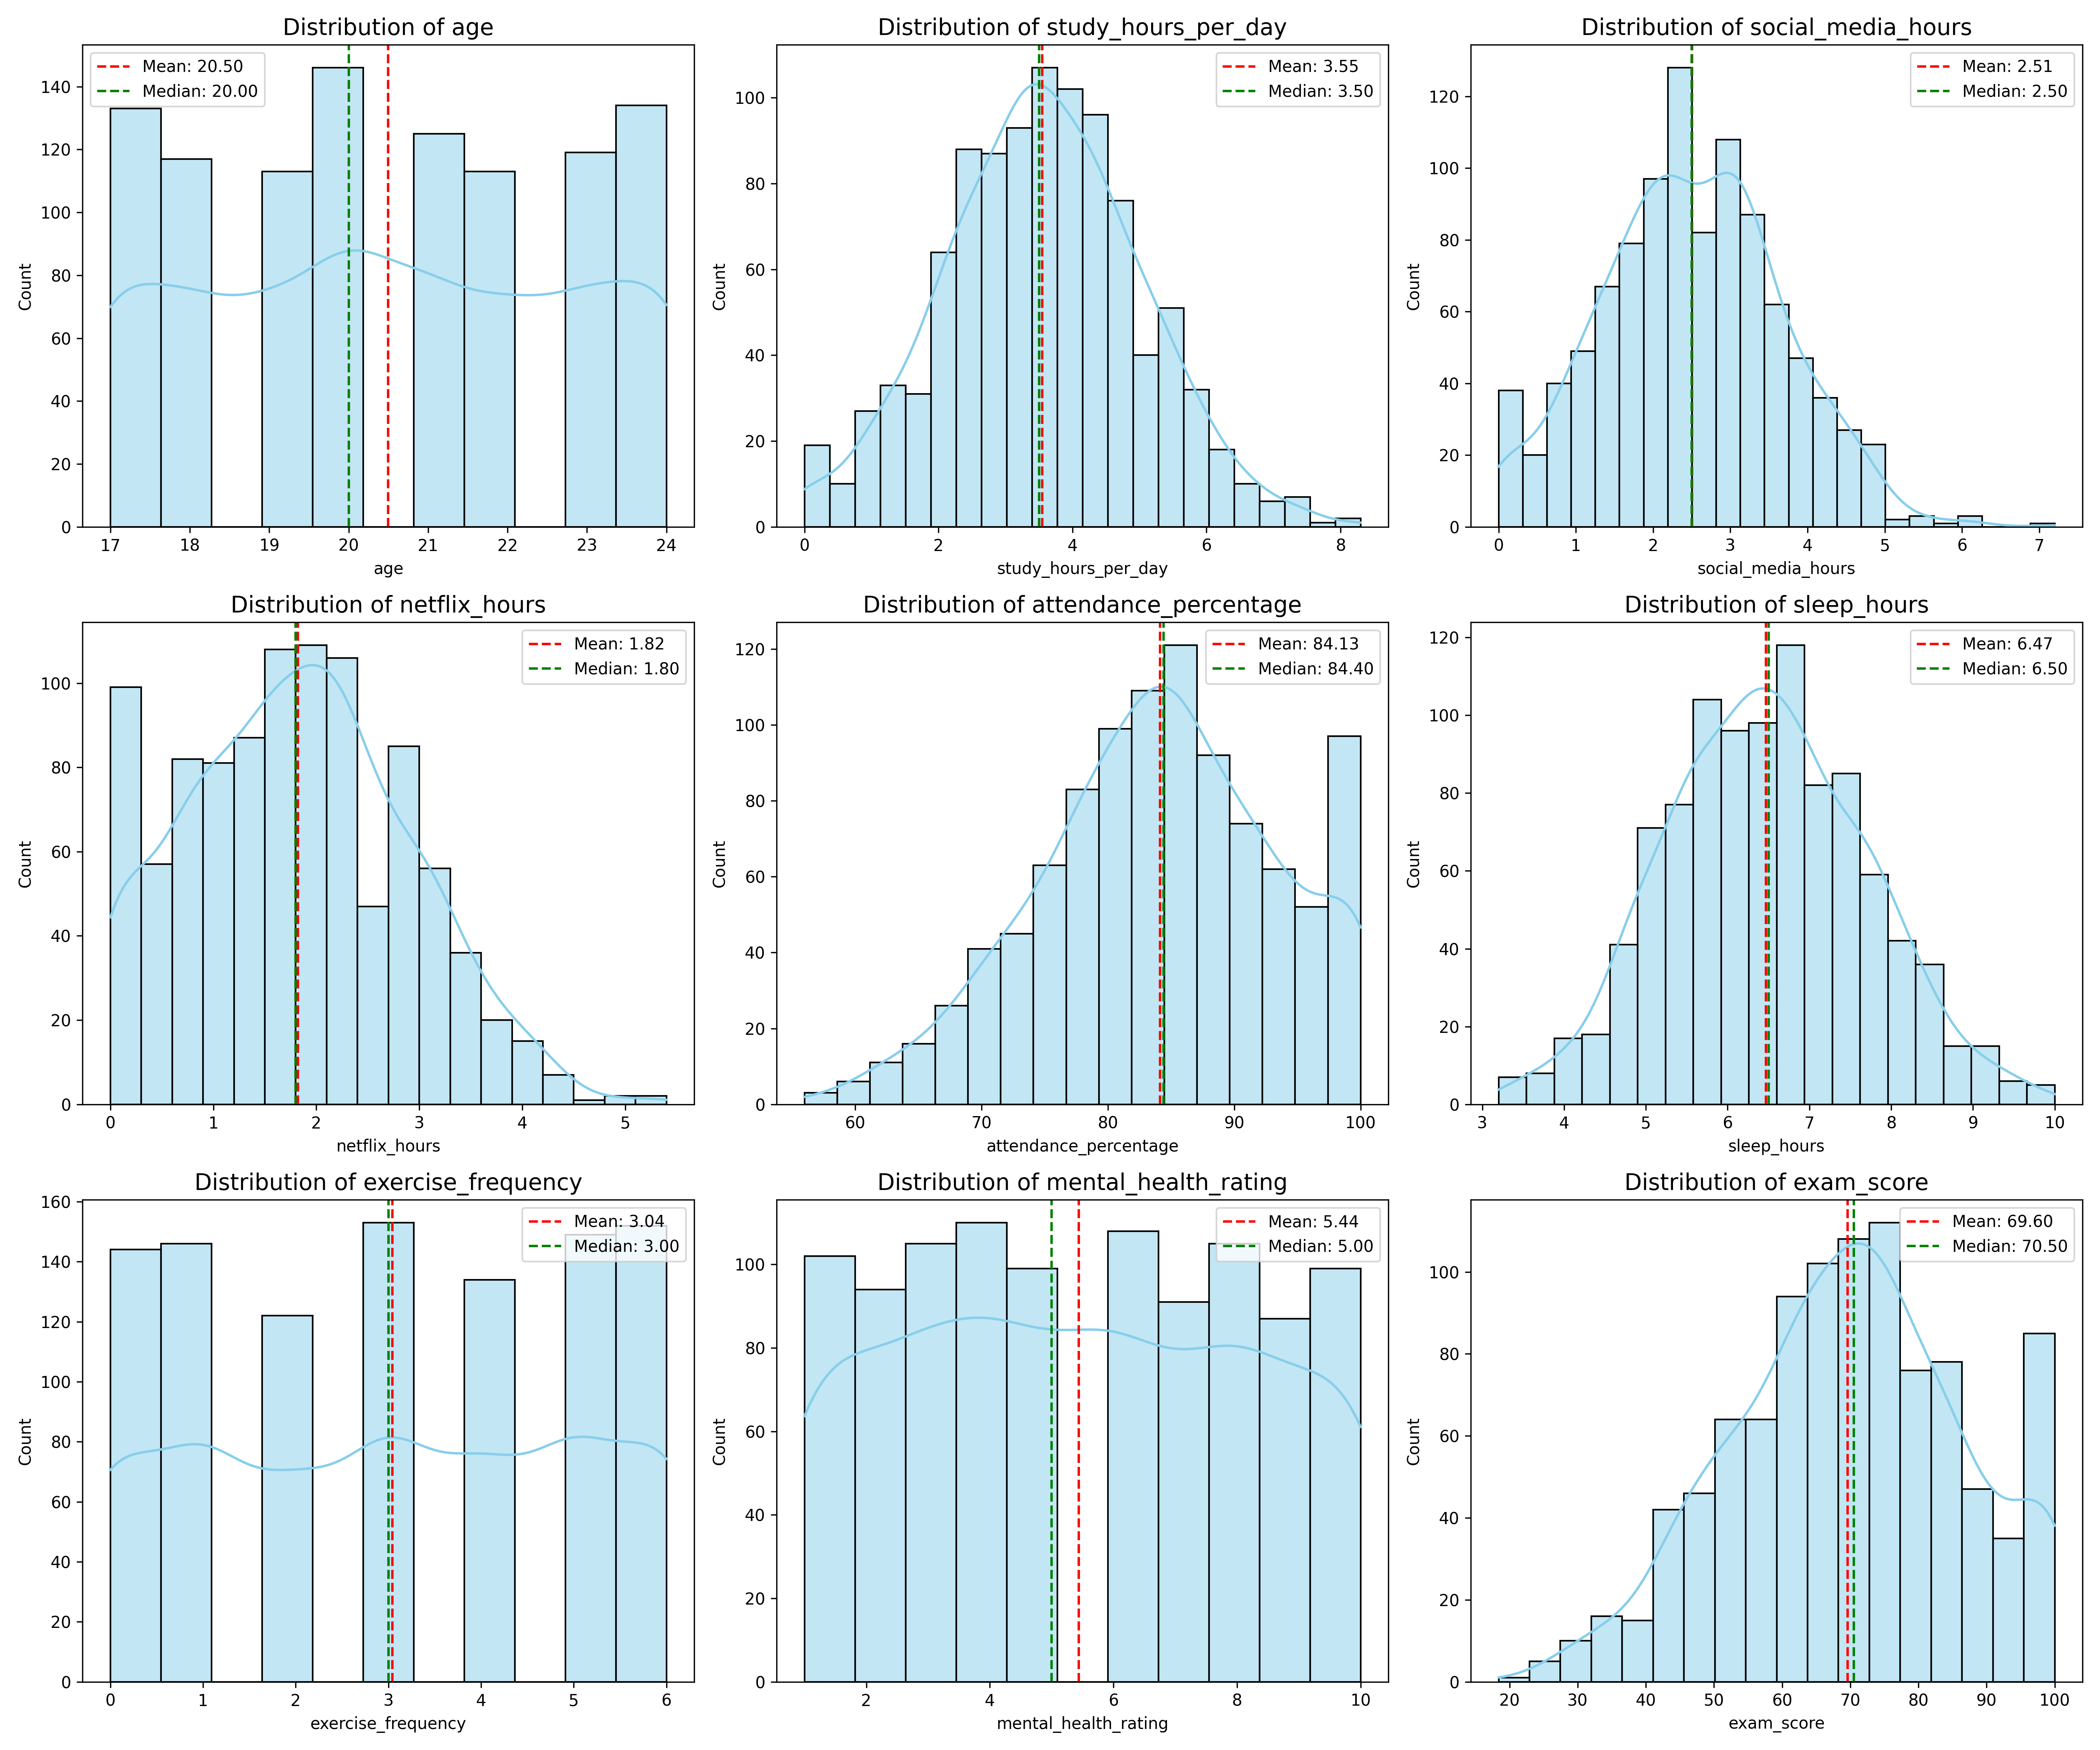 Distribution of age
Mean: 20.50
Median: 20.00
Count
0
20
40
60
80
100
120
140
17 18 19 20 21 22 23 24
age
Distribution of study_hours_per_day
Mean: 3.55
Median: 3.50
Count
0
20
40
60
80
100
0 2 4 6 8
study_hours_per_day
Distribution of social_media_hours
Mean: 2.51
Median: 2.50
Count
0
20
40
60
80
100
120
0 1 2 3 4 5 6 7
social_media_hours
Distribution of netflix_hours
Mean: 1.82
Median: 1.80
Count
0
20
40
60
80
100
0 1 2 3 4 5
netflix_hours
Distribution of attendance_percentage
Mean: 84.13
Median: 84.40
Count
0
20
40
60
80
100
120
60 70 80 90 100
attendance_percentage
Distribution of sleep_hours
Mean: 6.47
Median: 6.50
Count
0
20
40
60
80
100
120
3 4 5 6 7 8 9 10
sleep_hours
Distribution of exercise_frequency
Mean: 3.04
Median: 3.00
Count
0
20
40
60
80
100
120
140
160
0 1 2 3 4 5 6
exercise_frequency
Distribution of mental_health_rating
Mean: 5.44
Median: 5.00
Count
0
20
40
60
80
100
2 4 6 8 10
mental_health_rating
Distribution of exam_score
Mean: 69.60
Median: 70.50
Count
0
20
40
60
80
100
20 30 40 50 60 70 80 90 100
exam_score